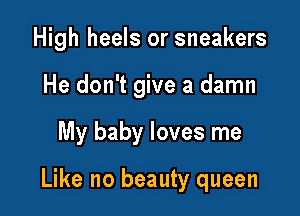 High heels or sneakers
He don't give a damn
My baby loves me
Like no beauty queen